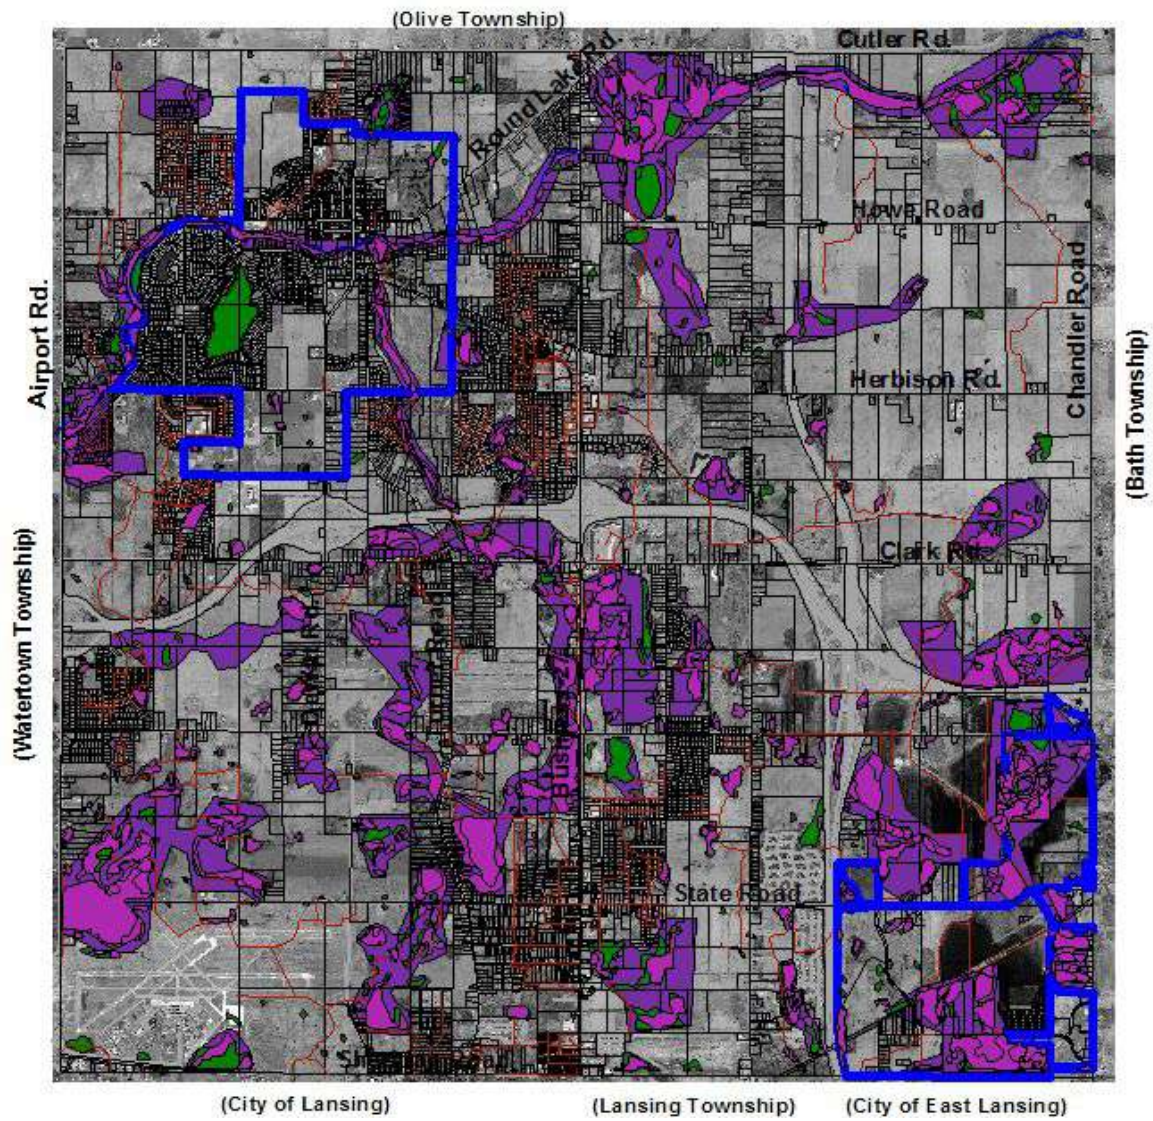 (Olive Township)
Cutler Rd.
Round Lake Rd.
Howe Road
Airport Rd.
Chandler Road
Herbison Rd.
(Bath Township)
Clark Rd.
(Watertown Township)
State Road
(City of Lansing)
(Lansing Township)
(City of East Lansing)